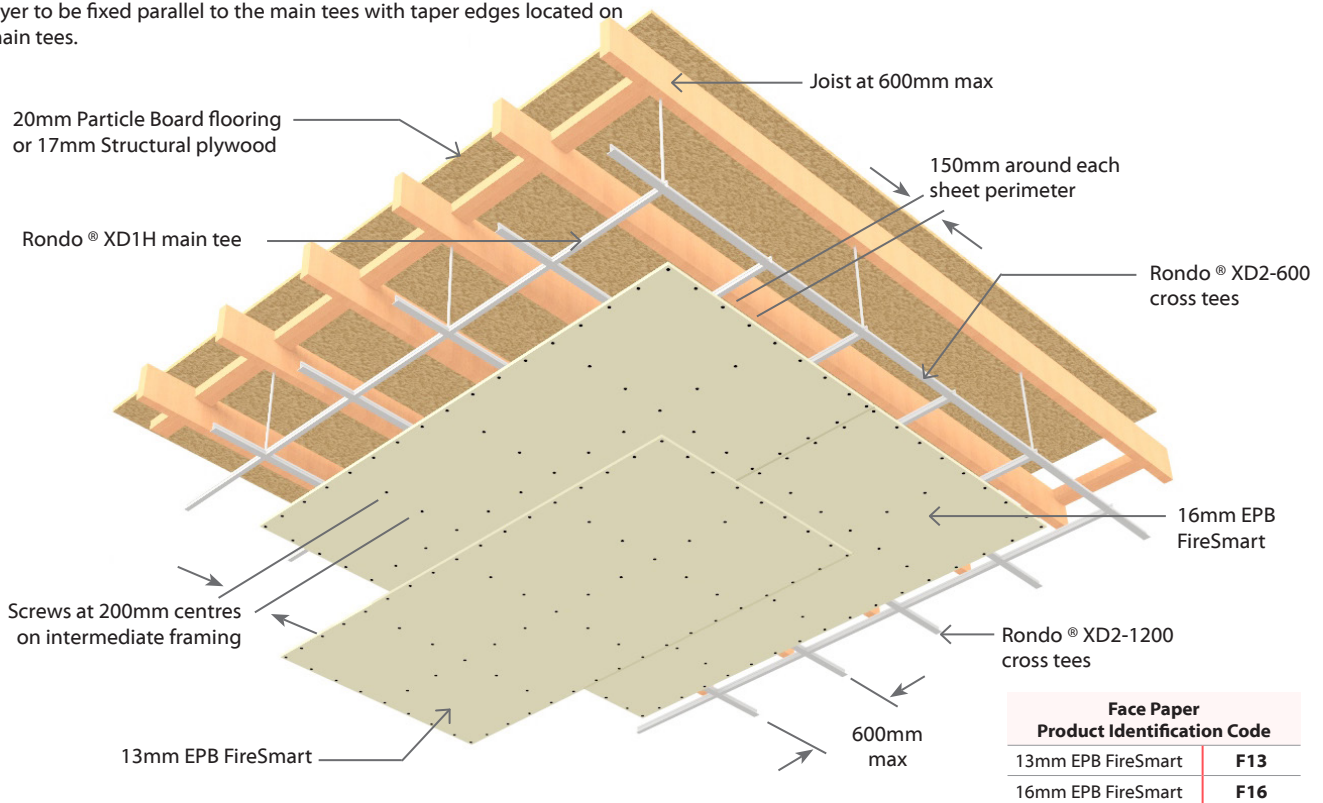 yer to be fixed parallel to the main tees with taper edges located on
main tees.
Joist at 600mm max
20mm Particle Board flooring
or 17mm Structural plywood
150mm around each
sheet perimeter
Rondo ® XD1H main tee
Rondo ® XD2-600
cross tees
16mm EPB
FireSmart
Screws at 200mm centres
on intermediate framing
Rondo ® XD2-1200
cross tees
600mm
max
13mm EPB FireSmart
Face Paper
Product Identification Code
13mm EPB FireSmart F13
16mm EPB FireSmart F16